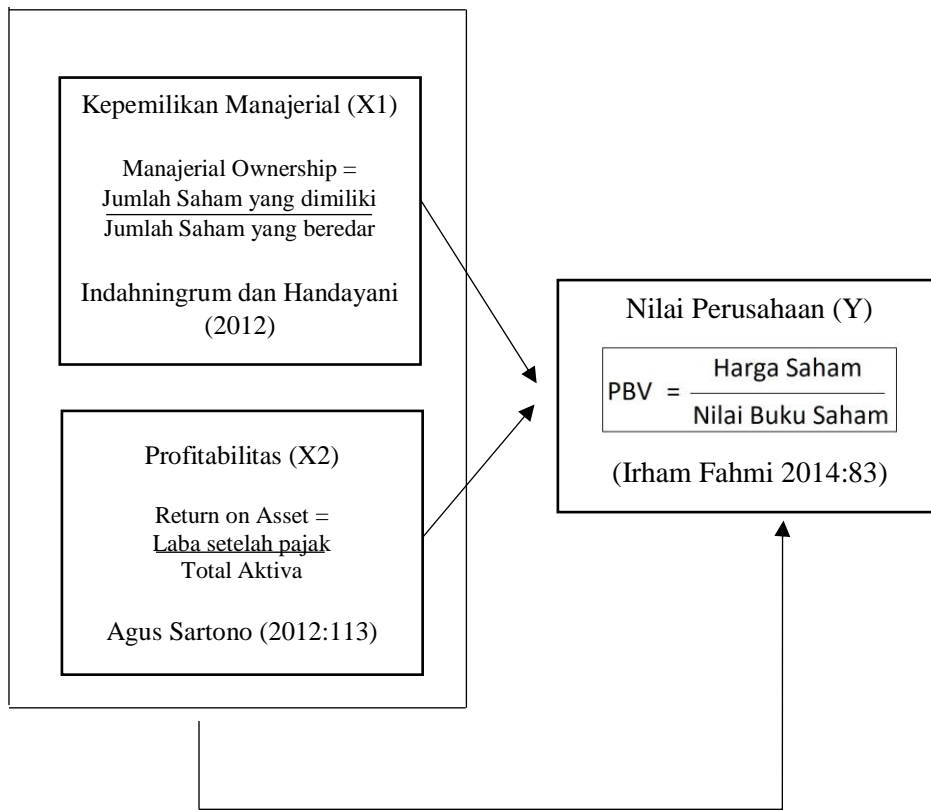 Kepemilikan Manajerial (X1)
Manajerial Ownership =
Jumlah Saham yang dimiliki
Jumlah Saham yang beredar
Indahningrum dan Handayani
(2012)
Profitabilitas (X2)
Return on Asset =
Laba setelah pajak
Total Aktiva
Agus Sartono (2012:113)
Nilai Perusahaan (Y)
PBV = Harga Saham
Nilai Buku Saham
(Irham Fahmi 2014:83)